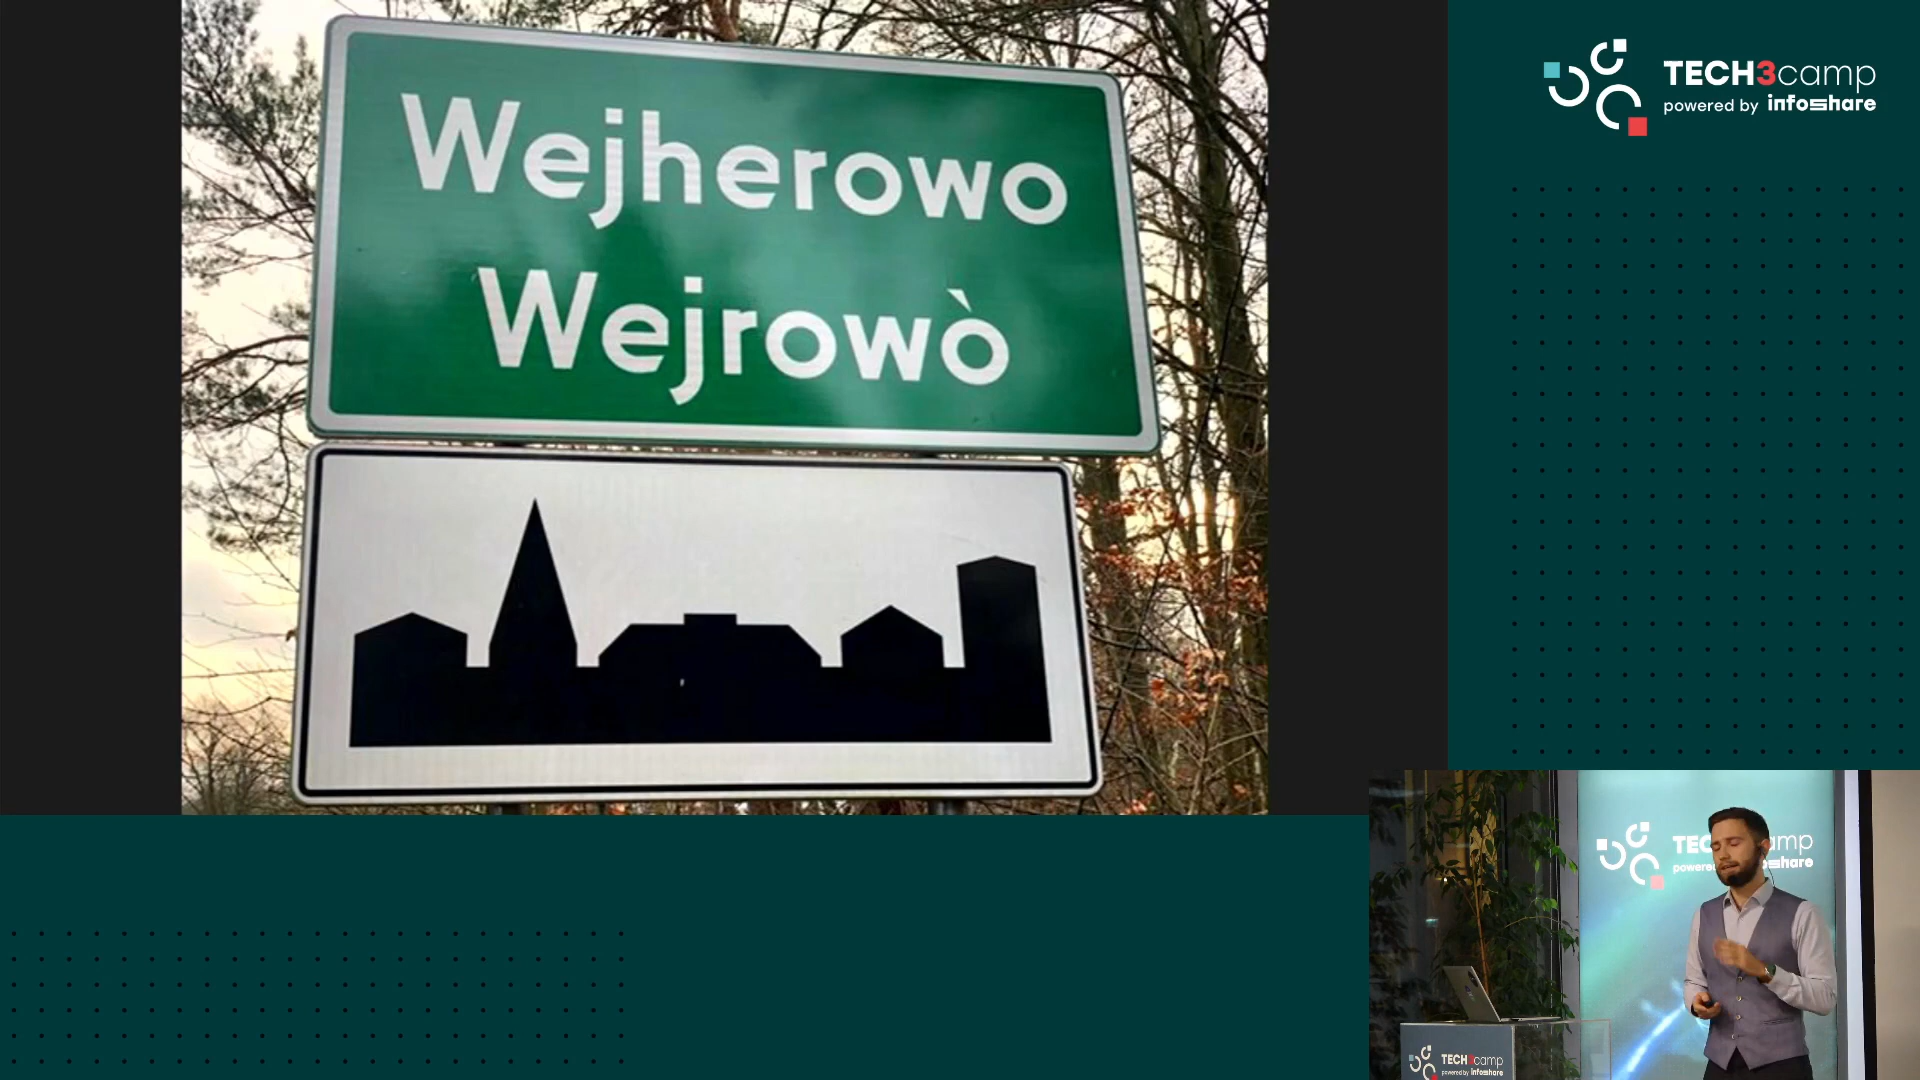 Wejherowo
Wejrowò
TECH3camp
powered by infoshare
TECH3camp
powered by infoshare